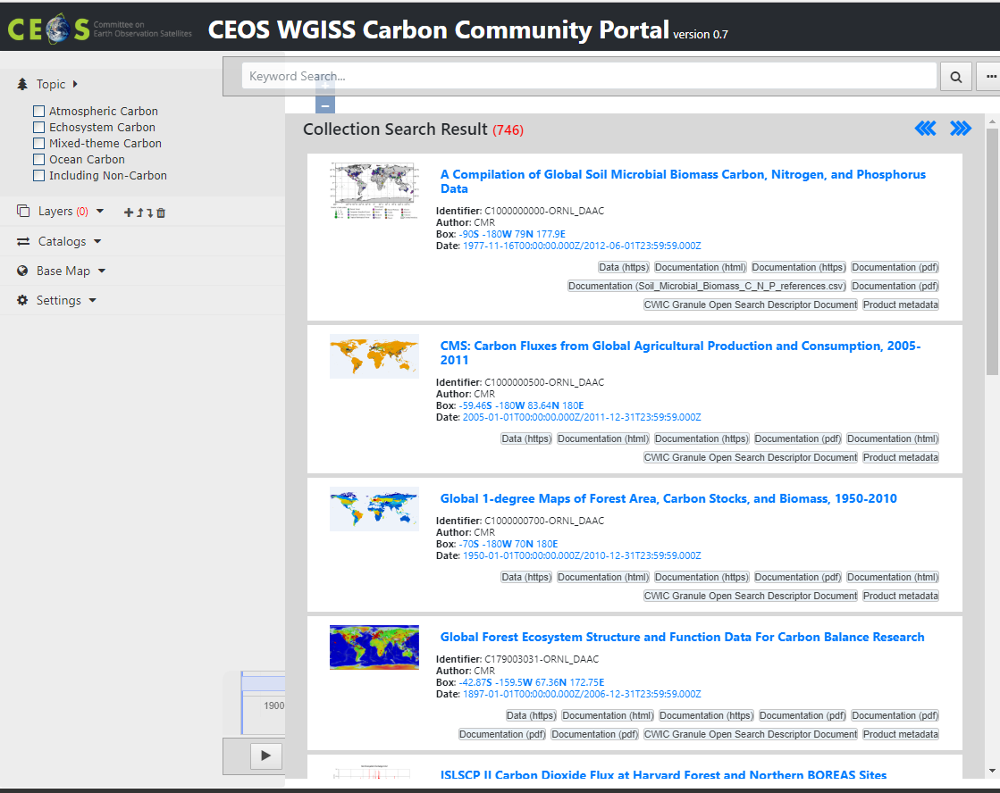 CEOS Committee on
Earth Observation Satellites
CEOS WGISS Carbon Community Portal version 0.7
Topic
Atmospheric Carbon
Echosystem Carbon
Mixed-theme Carbon
Ocean Carbon
Including Non-Carbon
Layers (0)
Catalogs
Base Map
Settings
1900
Keyword Search...
Collection Search Result (746)
A Compilation of Global Soil Microbial Biomass Carbon, Nitrogen, and Phosphorus
Data
Identifier: C1000000000-ORNL_DAAC
Author: CMR
Box: -90S -180W 79N 177.9E
Date: 1977-11-16T00:00:00.000Z/2012-06-01T23:59:59.000Z
Data (https) Documentation (html) Documentation (https) Documentation (pdf)
Documentation (Soil_Microbial_Biomass_C_N_P_references.csv) Documentation (pdf)
CWIC Granule Open Search Descriptor Document Product metadata
CMS: Carbon Fluxes from Global Agricultural Production and Consumption, 2005-
2011
Identifier: C1000000500-ORNL_DAAC
Author: CMR
Box: -59.46S -180W 83.64N 180E
Date: 2005-01-01T00:00:00.000Z/2011-12-31T23:59:59.000Z
Data (https) Documentation (html) Documentation (https) Documentation (pdf) Documentation (html)
CWIC Granule Open Search Descriptor Document Product metadata
Global 1-degree Maps of Forest Area, Carbon Stocks, and Biomass, 1950-2010
Identifier: C1000000700-ORNL_DAAC
Author: CMR
Box: -70S -180W 70N 180E
Date: 1950-01-01T00:00:00.000Z/2010-12-31T23:59:59.000Z
Data (https) Documentation (html) Documentation (https) Documentation (pdf) Documentation (html)
CWIC Granule Open Search Descriptor Document Product metadata
Global Forest Ecosystem Structure and Function Data For Carbon Balance Research
Identifier: C179003031-ORNL_DAAC
Author: CMR
Box: -42.87S -159.5W 67.36N 172.75E
Date: 1897-01-01T00:00:00.000Z/2006-12-31T23:59:59.000Z
Data (https) Documentation (html) Documentation (https) Documentation (pdf) Documentation (pdf)
Documentation (pdf) Documentation (pdf) CWIC Granule Open Search Descriptor Document Product metadata
ISLSCP II Carbon Dioxide Flux at Harvard Forest and Northern BOREAS Sites